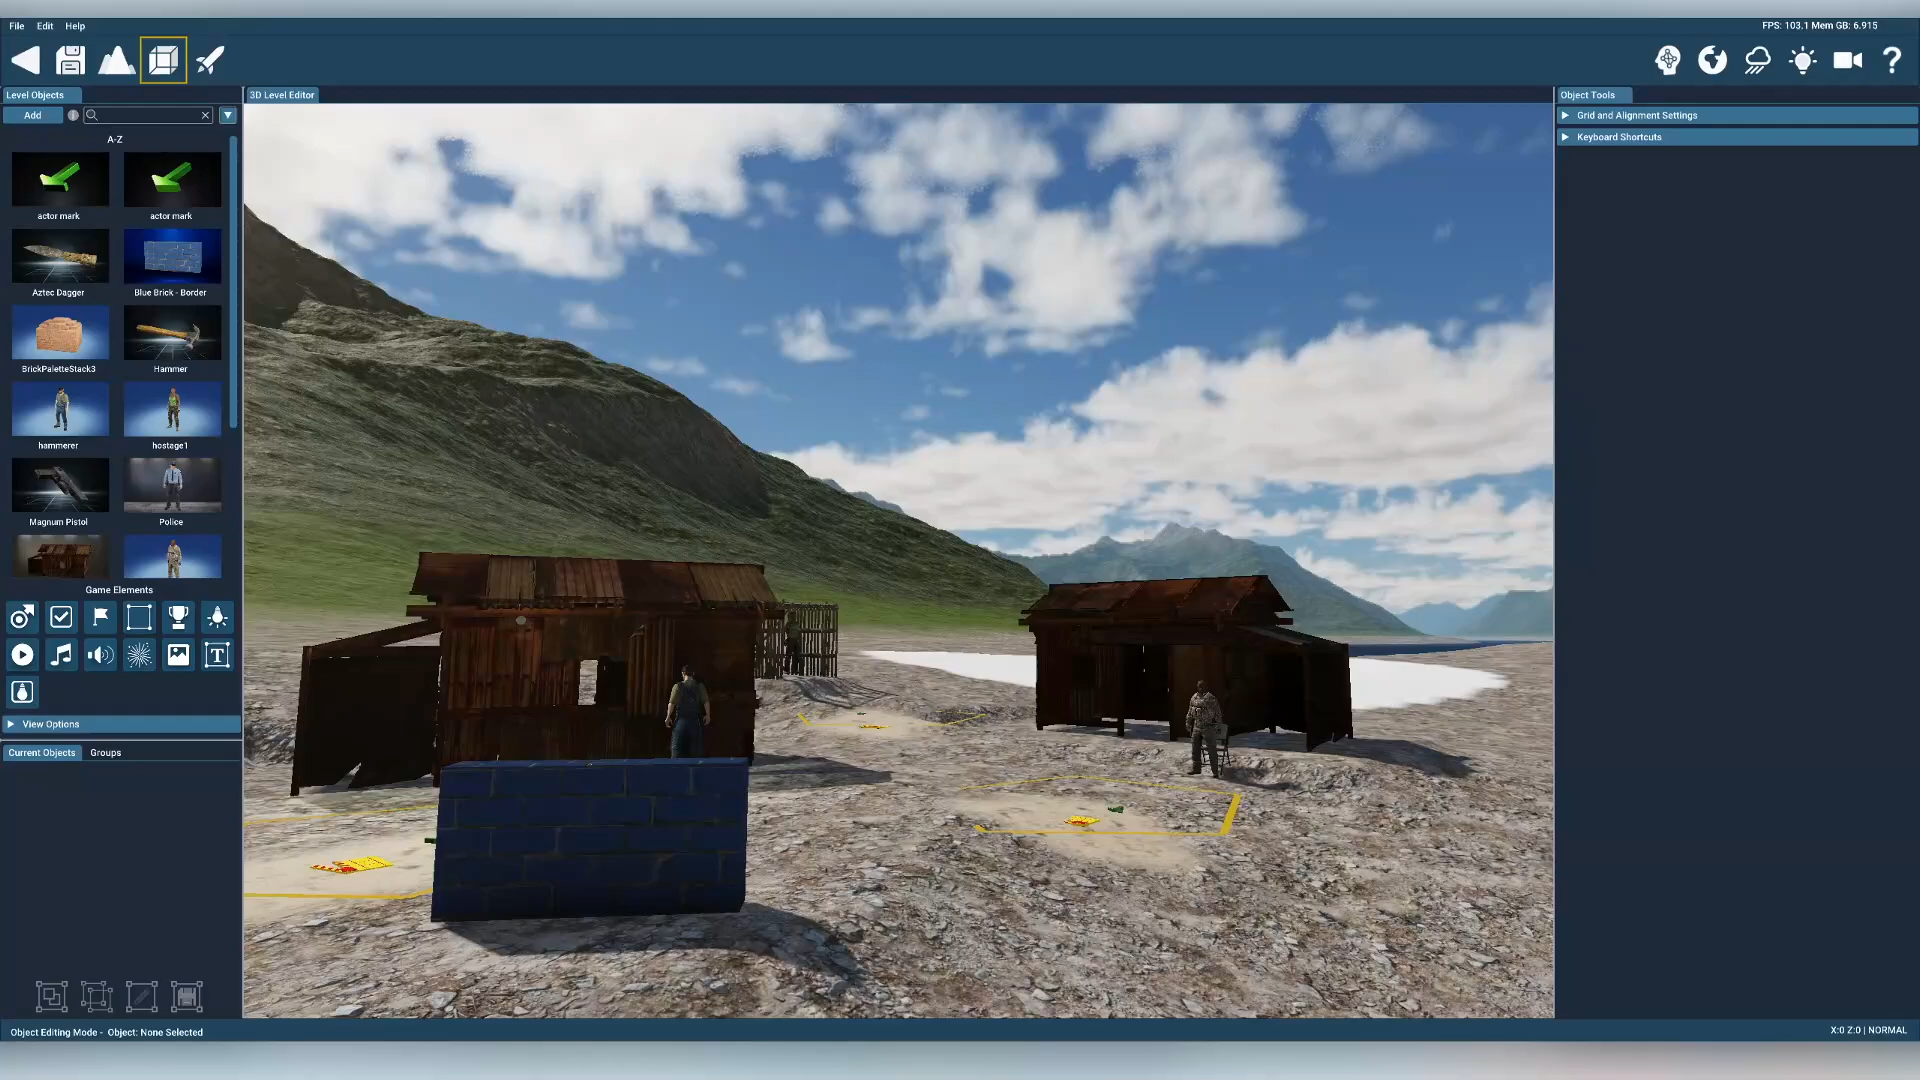 File Edit Help
FPS: 103.1 Mem GB: 6.915
Level Objects
3D Level Editor
Object Tools
Add
Grid and Alignment Settings
Keyboard Shortcuts
A-Z
actor mark
actor mark
Aztec Dagger
Blue Brick - Border
BrickPaletteStack3
Hammer
hammerer
hostage1
Magnum Pistol
Police
Game Elements
View Options
Current Objects
Groups
Object Editing Mode - Object: None Selected
X:0 Z:0 | NORMAL